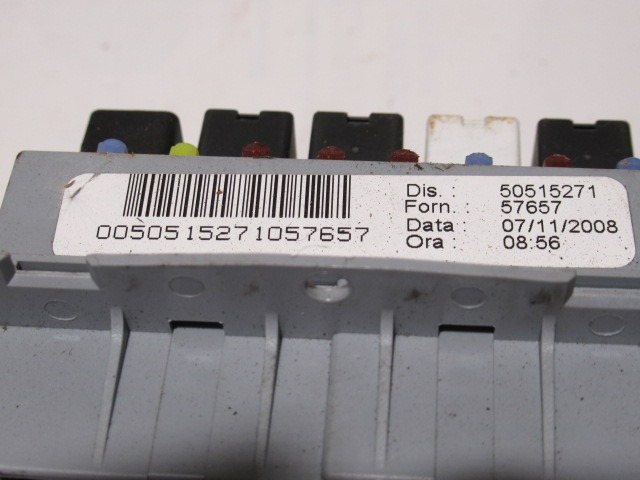 Dis. : 50515271
Forn. : 57657
Data : 07/11/2008
Ora : 08:56
0050515271057657